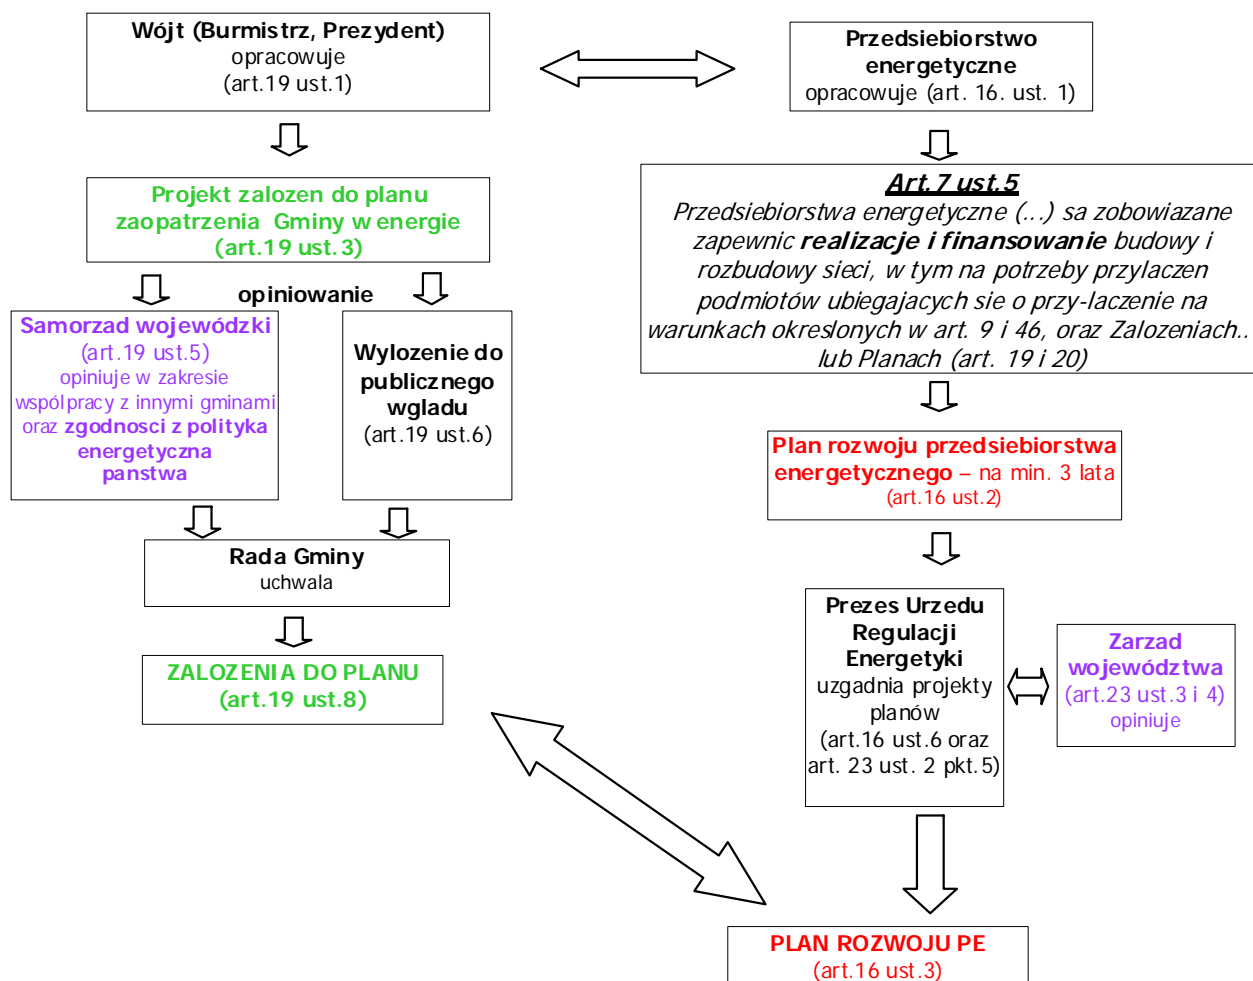 Wójt (Burmistrz, Prezydent)
opracowuje
(art.19 ust.1)
Przedsiebiorstwo
energetyczne
opracowuje (art. 16. ust. 1)
Projekt zalozen do planu
zaopatrzenia Gminy w energie
(art.19 ust.3)
opiniowanie
Samorzad wojewódzki
(art.19 ust.5)
opiniuje w zakresie
wspólpracy z innymi gminami
oraz zgodnosci z polityka
energetyczna
panstwa
Wylozenie do
publicznego
wgladu
(art.19 ust.6)
Rada Gminy
uchwala
ZALOZENIA DO PLANU
(art.19 ust.8)
Art.7 ust.5
Przedsiebiorstwa energetyczne (...) sa zobowiazane
zapewnic realizacje i finansowanie budowy i
rozbudowy sieci, w tym na potrzeby przylaczen
podmiotów ubiegajacych sie o przy-laczenie na
warunkach okreslonych w art. 9 i 46, oraz Zalozeniach..
lub Planach (art. 19 i 20)
Plan rozwoju przedsiebiorstwa
energetycznego – na min. 3 lata
(art.16 ust.2)
Prezes Urzedu
Regulacji
Energetyki
uzgadnia projekty
planów
(art.16 ust.6 oraz
art. 23 ust. 2 pkt.5)
Zarzad
województwa
(art.23 ust.3 i 4)
opiniuje
PLAN ROZWOJU PE
(art.16 ust.3)